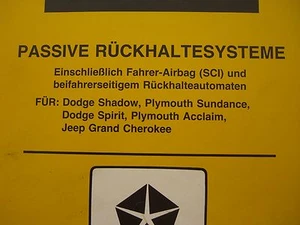 PASSIVE RÜCKHALTESYSTEME
Einschließlich Fahrer-Airbag (SCI) und
beifahrerseitigem Rückhalteautomaten
FÜR: Dodge Shadow, Plymouth Sundance,
Dodge Spirit, Plymouth Acclaim,
Jeep Grand Cherokee